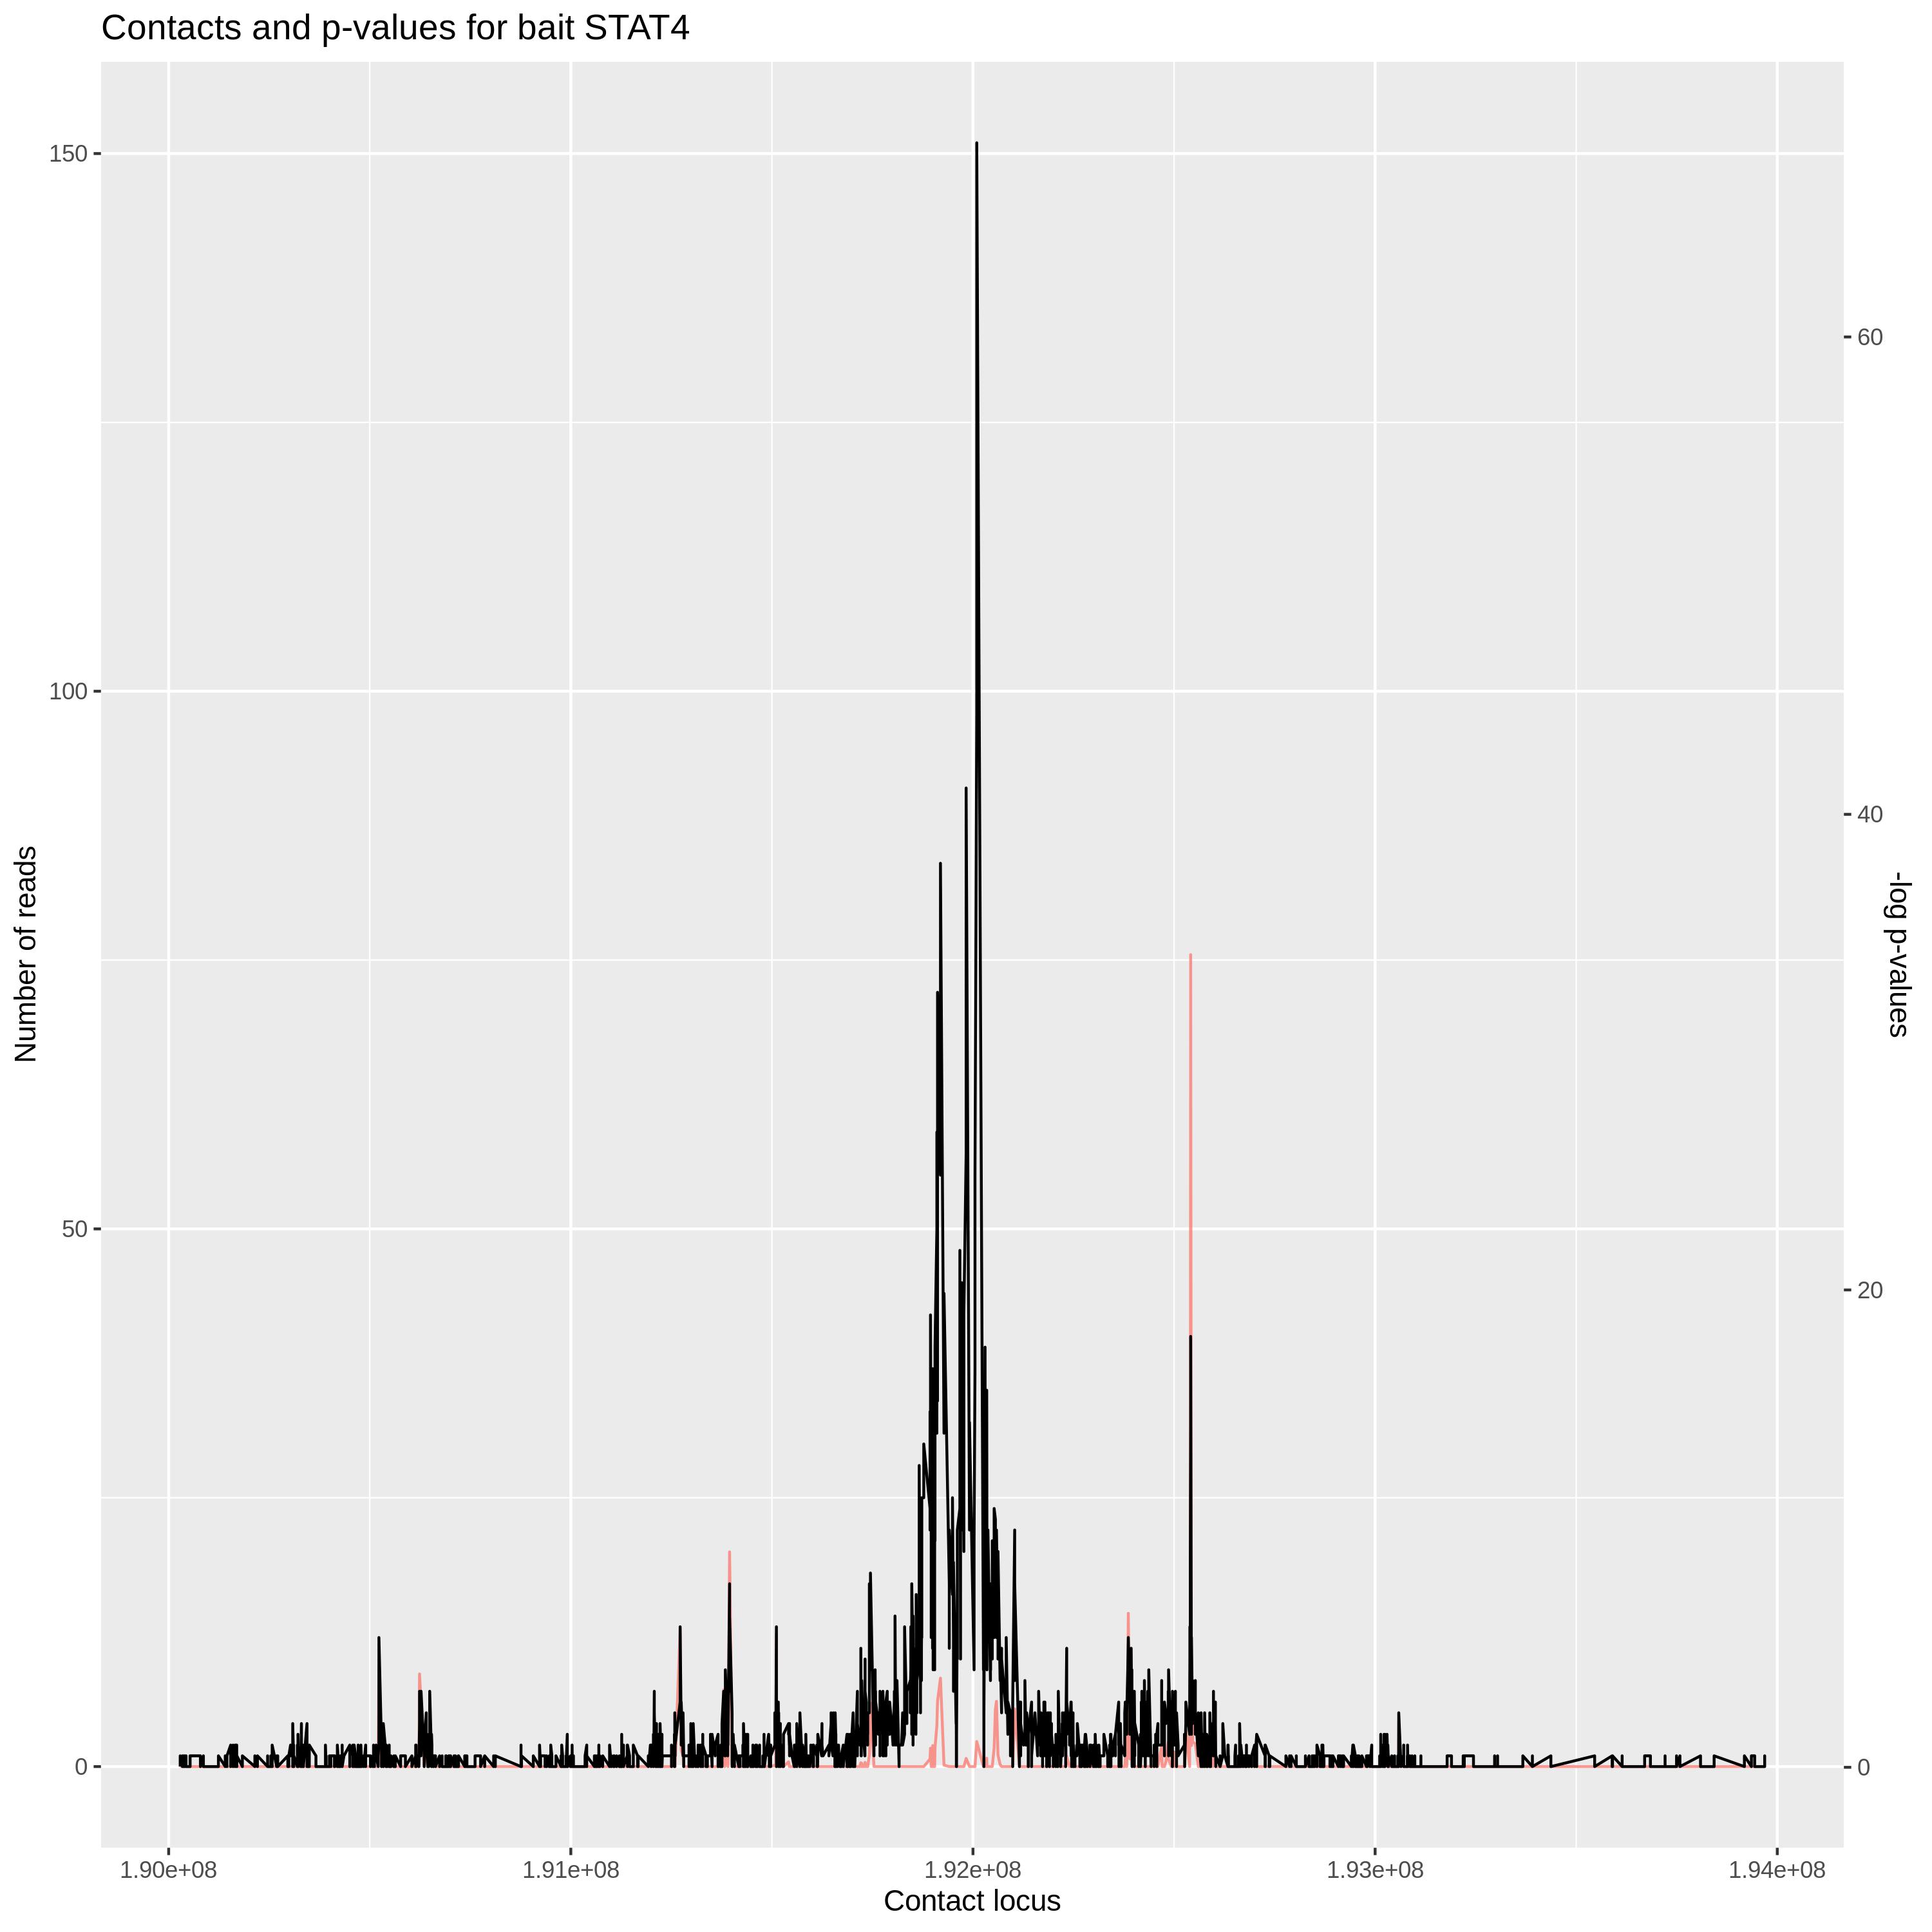 Contacts and p-values for bait STAT4
150
100
50
0
Number of reads
60
40
20
0
-log p-values
1.90e+08
1.91e+08
1.92e+08
1.93e+08
1.94e+08
Contact locus